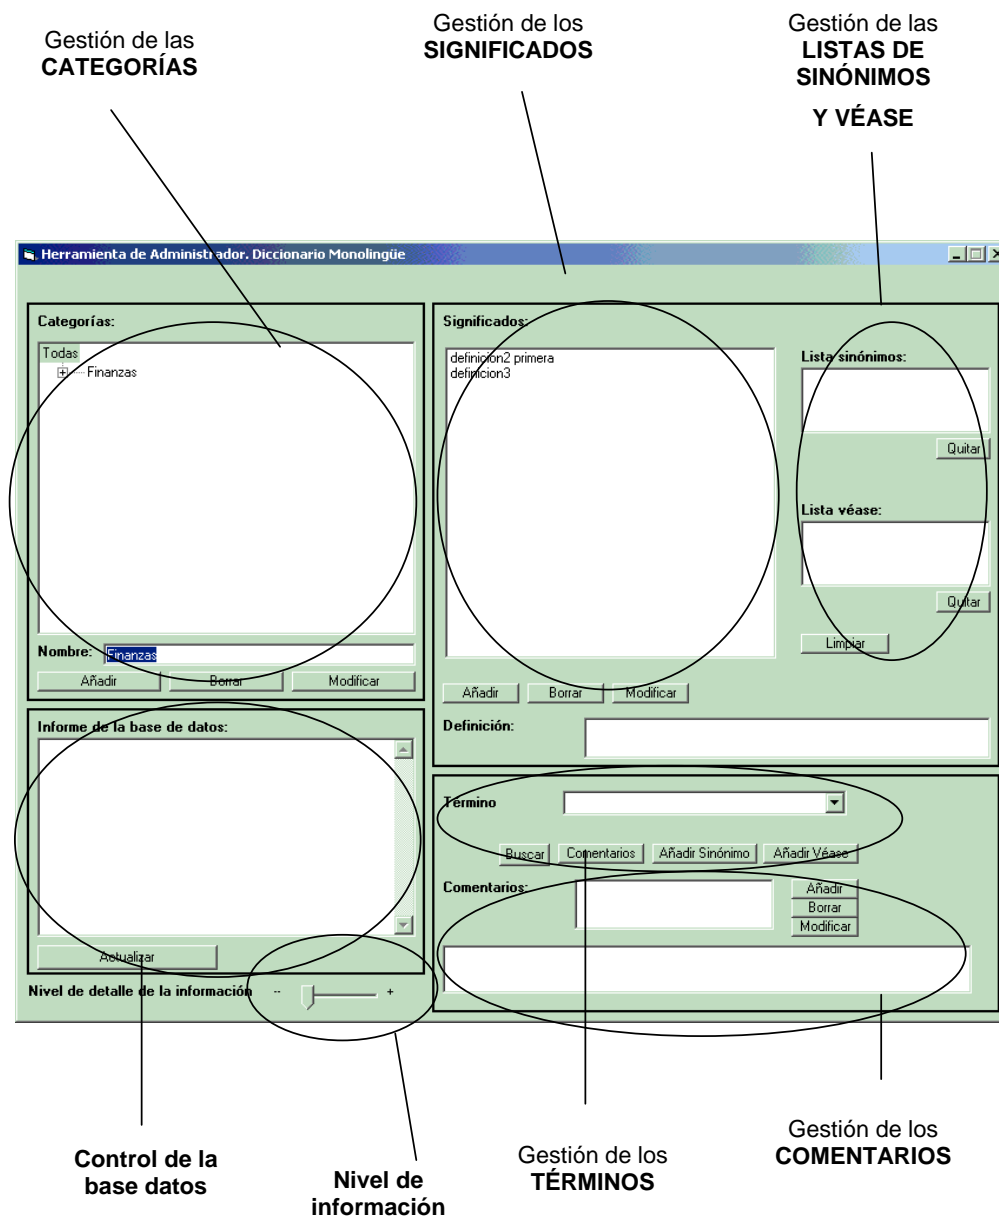 Gestión de las
CATEGORÍAS
Gestión de los
SIGNIFICADOS
Gestión de las
LISTAS DE
SINÓNIMOS
Y VÉASE
Herramienta de Administrador. Diccionario Monolingüe
Categorías:
Todas
Finanzas
Nombre: Finanzas
Añadir Borrar Modificar
Significados:
definicion2 primera
definicion3
Lista sinónimos:
Quitar
Lista véase:
Quitar
Limpiar
Añadir Borrar Modificar
Definición:
Informe de la base de datos:
Actualizar
Nivel de detalle de la información -- +
Término
Buscar Comentarios Añadir Sinónimo Añadir Véase
Comentarios:
Añadir
Borrar
Modificar
Control de la
base datos
Nivel de
información
Gestión de los
TÉRMINOS
Gestión de los
COMENTARIOS